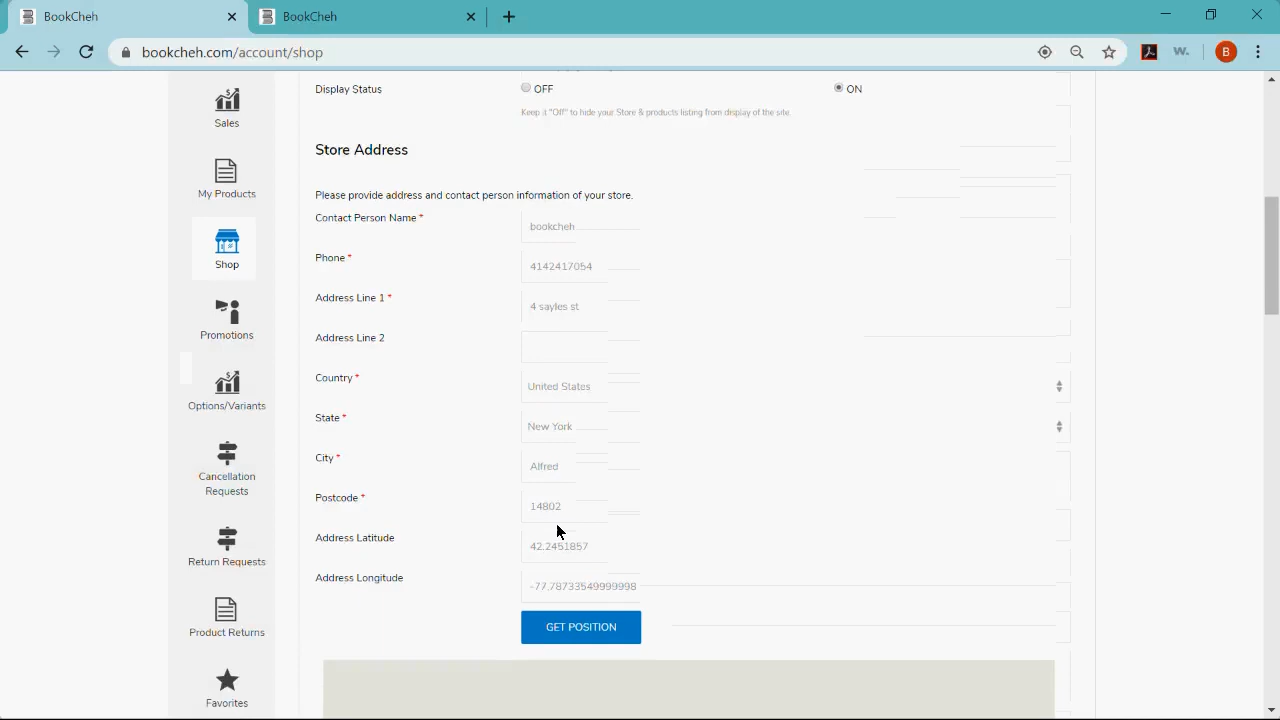 BookCheh
BookCheh
bookcheh.com/account/shop
W.
B
Display Status
OFF
ON
Keep it "Off" to hide your Store & products listing from display of the site
Store Address
Please provide address and contact person information of your store.
Contact Person Name *
bookcheh
Phone *
4142417054
Address Line 1 *
4 sayles st
Address Line 2
Country *
United States
State *
New York
City *
Alfred
Postcode *
14802
Address Latitude
42.2451857
Address Longitude
-77.78733549999998
GET POSITION
Sales
My Products
Shop
Promotions
Options/Variants
Cancellation
Requests
Return Requests
Product Returns
Favorites